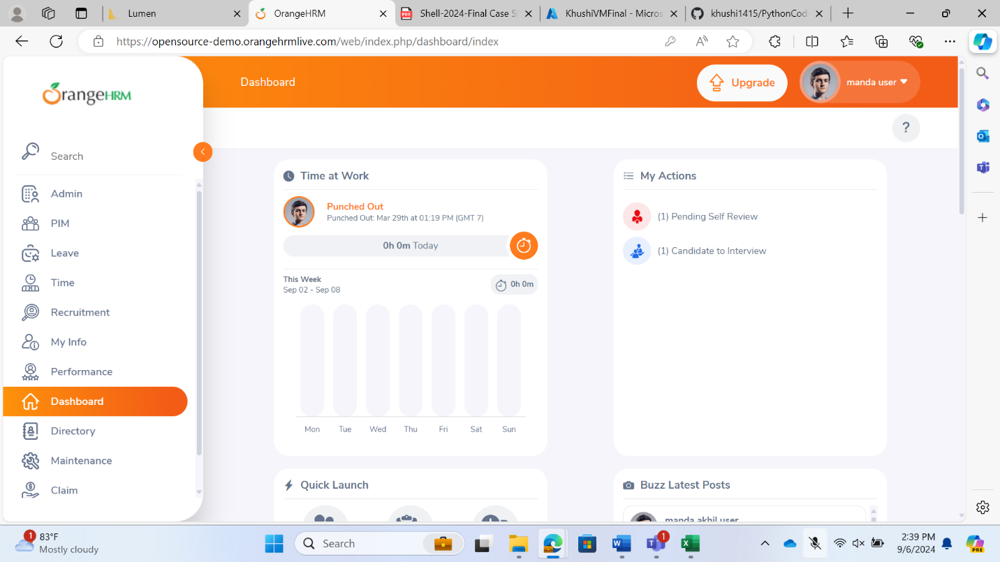 Lumen
OrangeHRM
Shell-2024-Final Case S
KhushiVMFinal - Micros
khushi1415/PythonCod
https://opensource-demo.orangehrmlive.com/web/index.php/dashboard/index
OrangeHRM
Dashboard
Upgrade
manda user
?
Search
Admin
PIM
Leave
Time
Recruitment
My Info
Performance
Dashboard
Directory
Maintenance
Claim
Time at Work
Punched Out
Punched Out: Mar 29th at 01:19 PM (GMT 7)
0h 0m Today
This Week
Sep 02 - Sep 08
0h 0m
Mon Tue Wed Thu Fri Sat Sun
My Actions
(1) Pending Self Review
(1) Candidate to Interview
Quick Launch
Buzz Latest Posts
manda akhil user
1
83°F
Mostly cloudy
Search
1
2:39 PM
9/6/2024
PRE